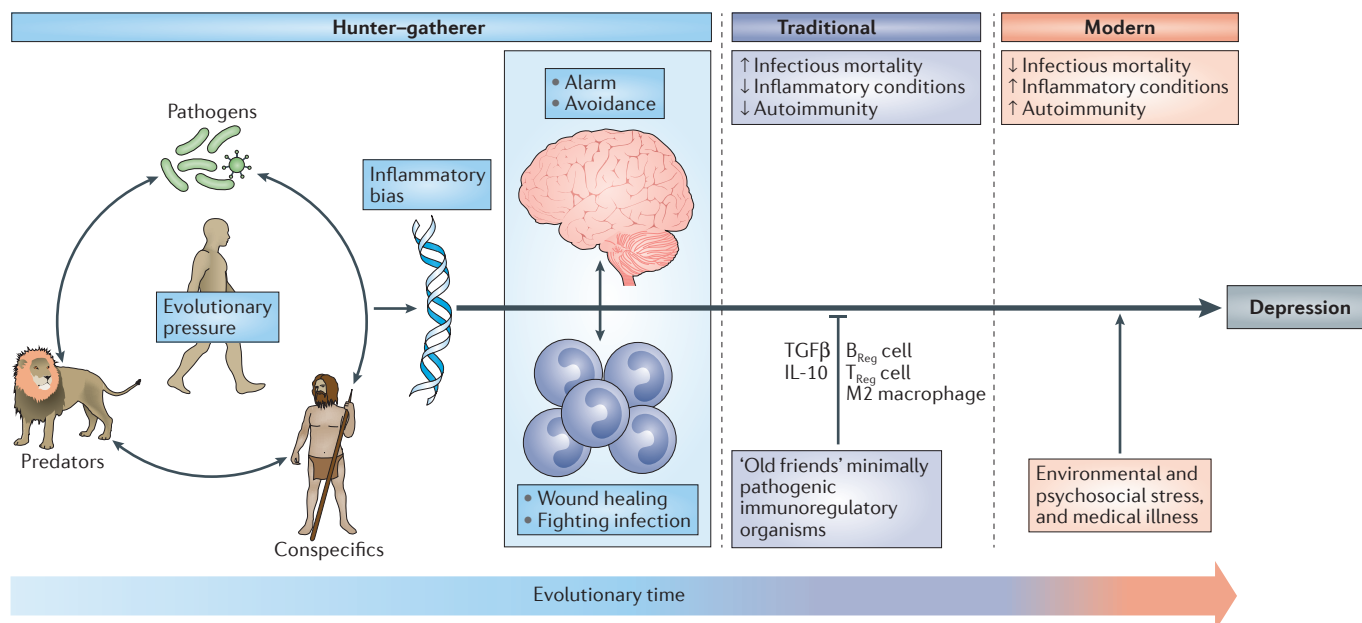 Hunter–gatherer
Traditional
Modern
• Alarm
• Avoidance
↑ Infectious mortality
↓ Inflammatory conditions
↓ Autoimmunity
↓ Infectious mortality
↑ Inflammatory conditions
↑ Autoimmunity
Pathogens
Inflammatory
bias
Evolutionary
pressure
Depression
TGFβ
IL-10
BReg cell
TReg cell
M2 macrophage
Predators
Conspecifics
• Wound healing
• Fighting infection
'Old friends' minimally
pathogenic
immunoregulatory
organisms
Environmental and
psychosocial stress,
and medical illness
Evolutionary time